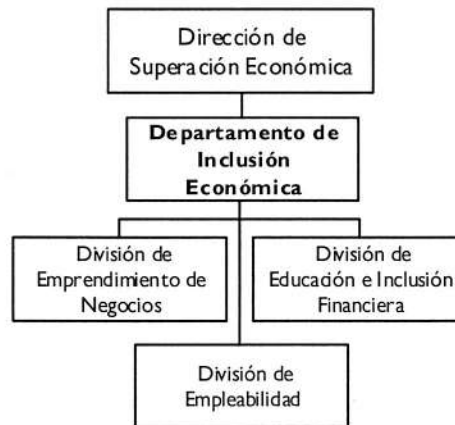 Dirección de
Superación Económica
Departamento de
Inclusión
Económica
División de
Emprendimiento de
Negocios
División de
Educación e Inclusión
Financiera
División de
Empleabilidad